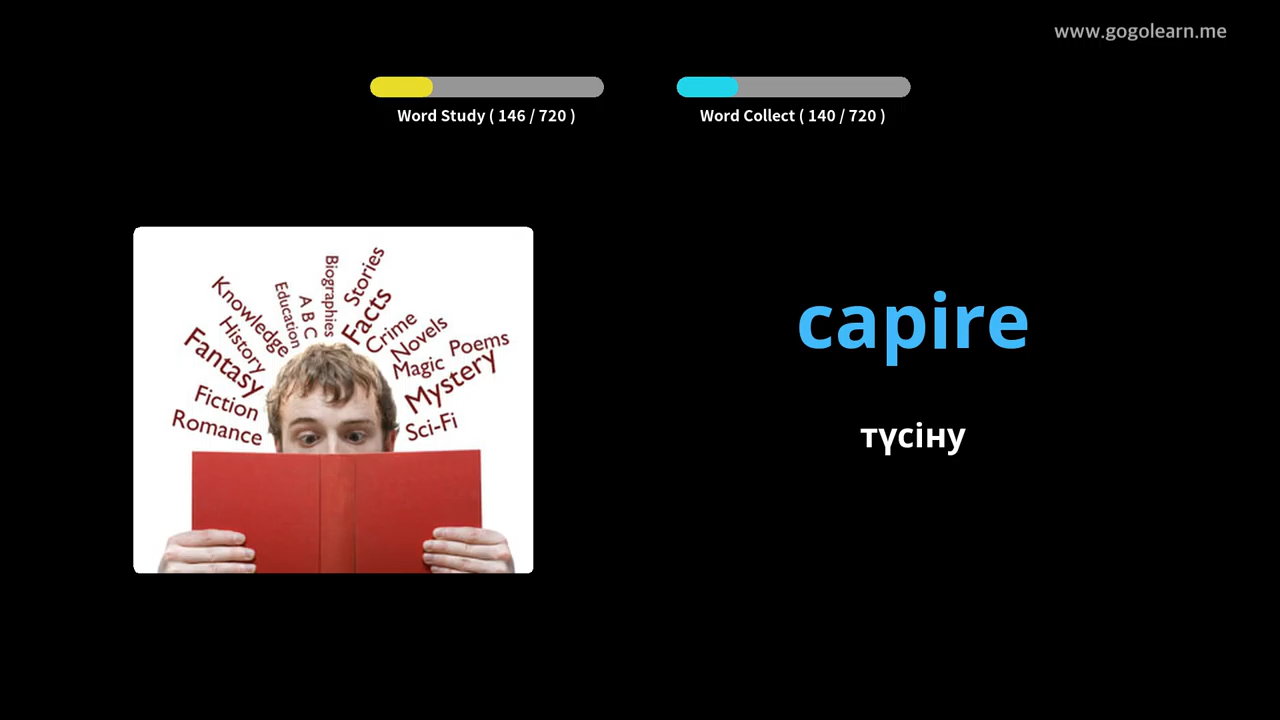 www.gogolearn.me
Word Study ( 146 / 720 )
Word Collect ( 140 / 720 )
Knowledge
Education
A B C
Biographies
Stories
Facts
Crime
Novels
Poems
Magic
Mystery
Sci-Fi
History
Fantasy
Fiction
Romance
capire
түсіну